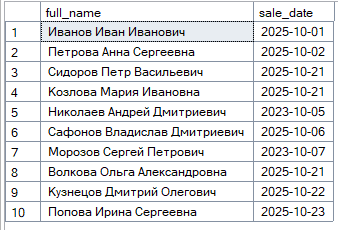 full_name sale_date
1 Иванов Иван Иванович 2025-10-01
2 Петрова Анна Сергеевна 2025-10-02
3 Сидоров Петр Васильевич 2025-10-21
4 Козлова Мария Ивановна 2025-10-21
5 Николаев Андрей Дмитриевич 2023-10-05
6 Сафонов Владислав Дмитриевич 2025-10-06
7 Морозов Сергей Петрович 2023-10-07
8 Волкова Ольга Александровна 2025-10-21
9 Кузнецов Дмитрий Олегович 2025-10-22
10 Попова Ирина Сергеевна 2025-10-23